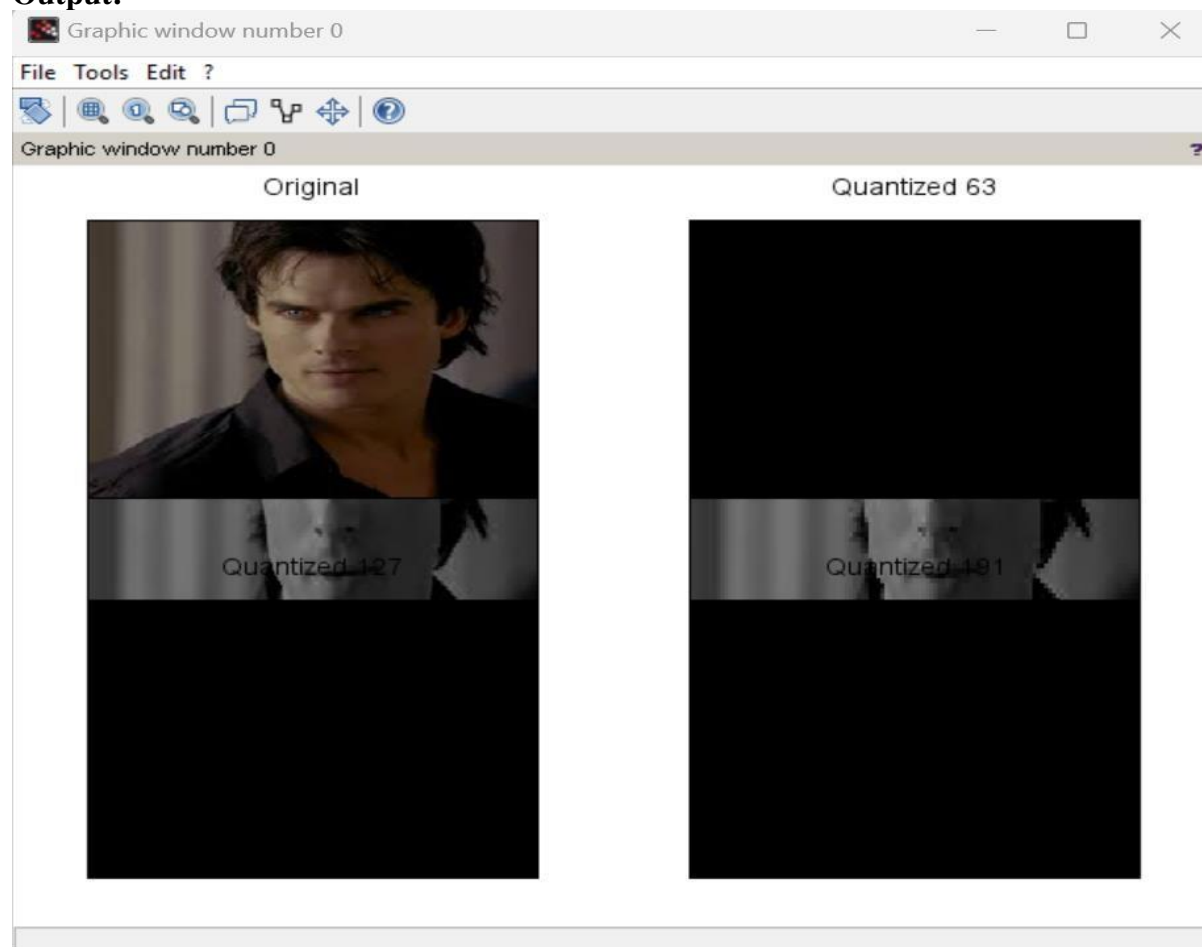 Output:
Graphic window number 0
File Tools Edit ?
Graphic window number 0 ?
Original Quantized 63
Quantized 127 Quantized 191